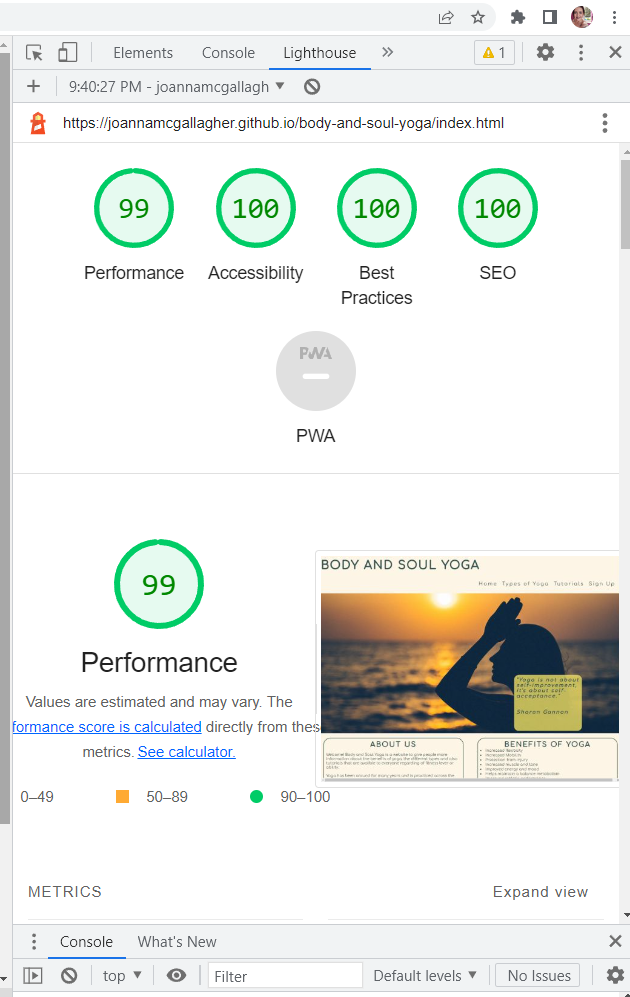 Elements Console Lighthouse 1
9:40:27 PM - joannamcgallagh
https://joannamcgallagher.github.io/body-and-soul-yoga/index.html
99 100 100 100
Performance Accessibility Best Practices SEO
PWA
PWA
99
Performance
Values are estimated and may vary. The
formance score is calculated directly from thes
metrics. See calculator.
0–49 50–89 90–100
BODY AND SOUL YOGA
Home Types of Yoga Tutorials Sign Up
"Yoga is not about
self-improvement,
it's about self-
acceptance."
Sharon Gannon
ABOUT US
BENEFITS OF YOGA
METRICS Expand view
Console What's New
top Filter Default levels No Issues